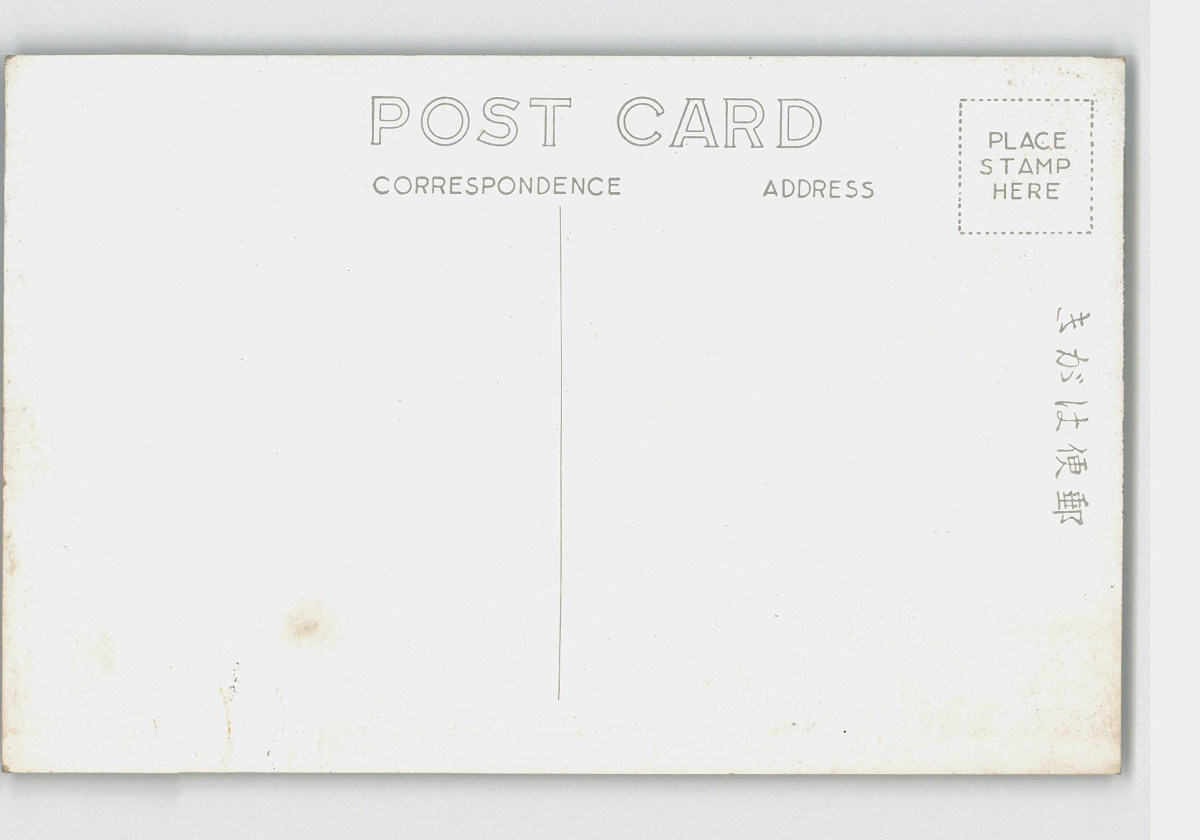 POST CARD
CORRESPONDENCE
ADDRESS
PLACE
STAMP
HERE
郵便はがき